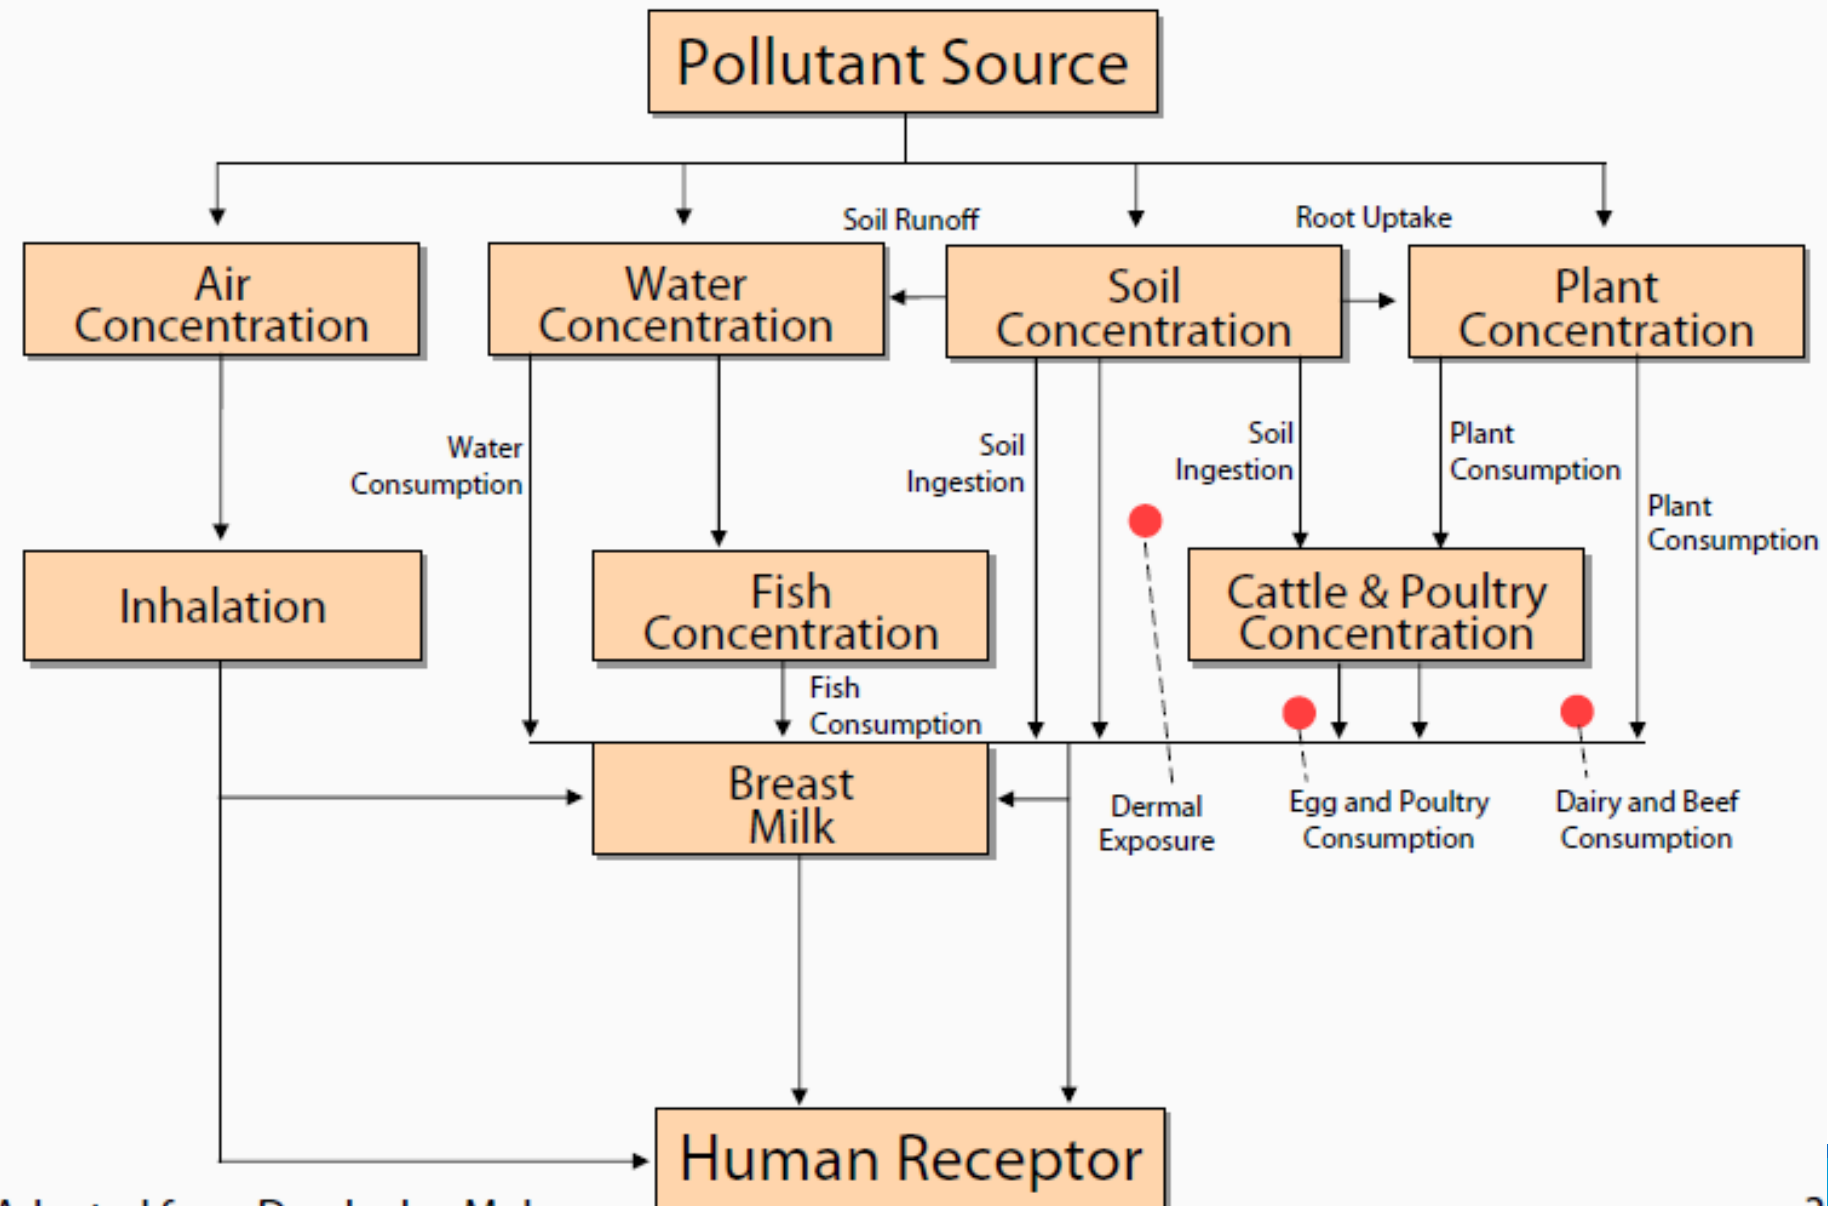 Pollutant Source
Soil Runoff
Root Uptake
Air
Concentration
Water
Concentration
Soil
Concentration
Plant
Concentration
Water
Consumption
Soil
Ingestion
Soil
Ingestion
Plant
Consumption
Plant
Consumption
Inhalation
Fish
Concentration
Cattle & Poultry
Concentration
Fish
Consumption
Breast
Milk
Dermal
Exposure
Egg and Poultry
Consumption
Dairy and Beef
Consumption
Human Receptor